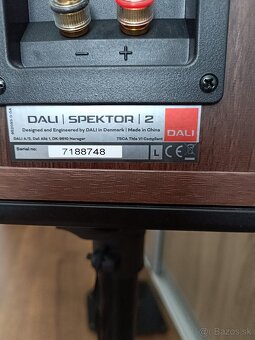 − +
DALI | SPEKTOR | 2
Designed and Engineered by DALI in Denmark | Made in China
DALI A/S, Dali Allé 1, DK-9610 Nørager
TSCA Title VI Compliant
DALI
Serial no:
7188748
L CE
bazos.sk